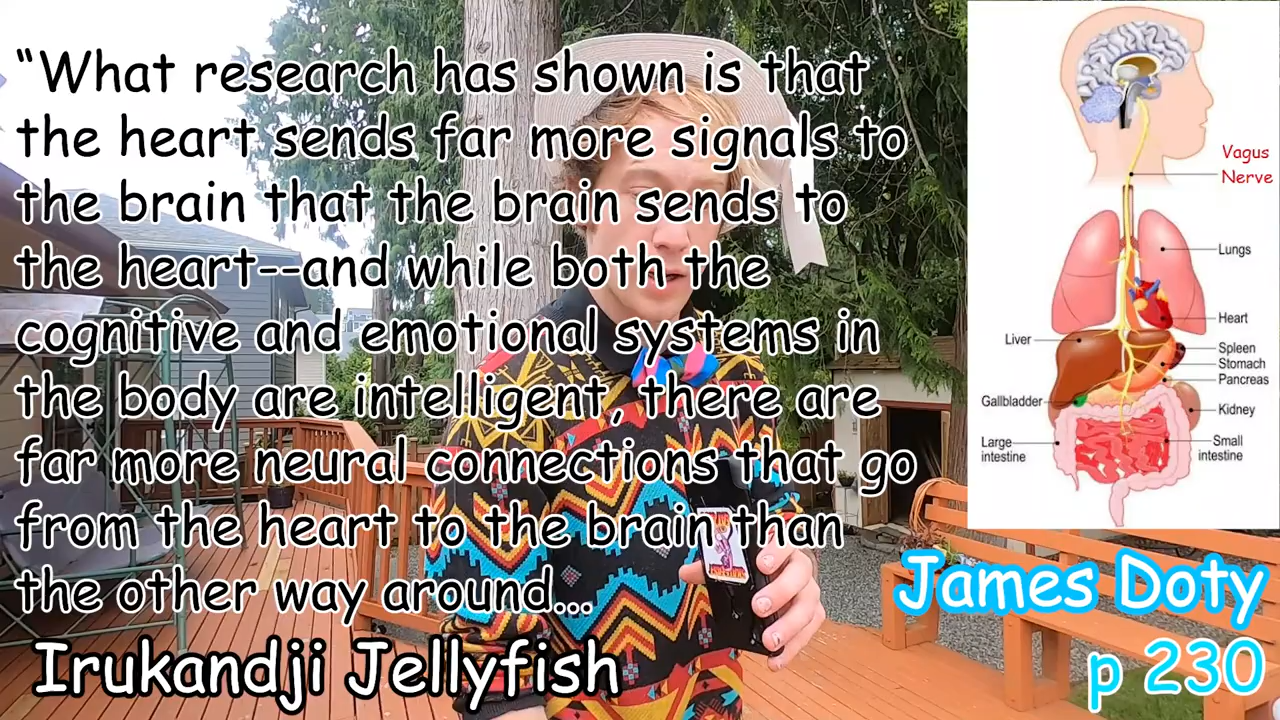 “What research has shown is that
the heart sends far more signals to
the brain that the brain sends to
the heart--and while both the
cognitive and emotional systems in
the body are intelligent, there are
far more neural connections that go
from the heart to the brain than
the other way around...
Irukandji Jellyfish
Vagus
Nerve
Lungs
Heart
Liver
Spleen
Stomach
Pancreas
Gallbladder
Kidney
Large
intestine
Small
intestine
James Doty
p 230